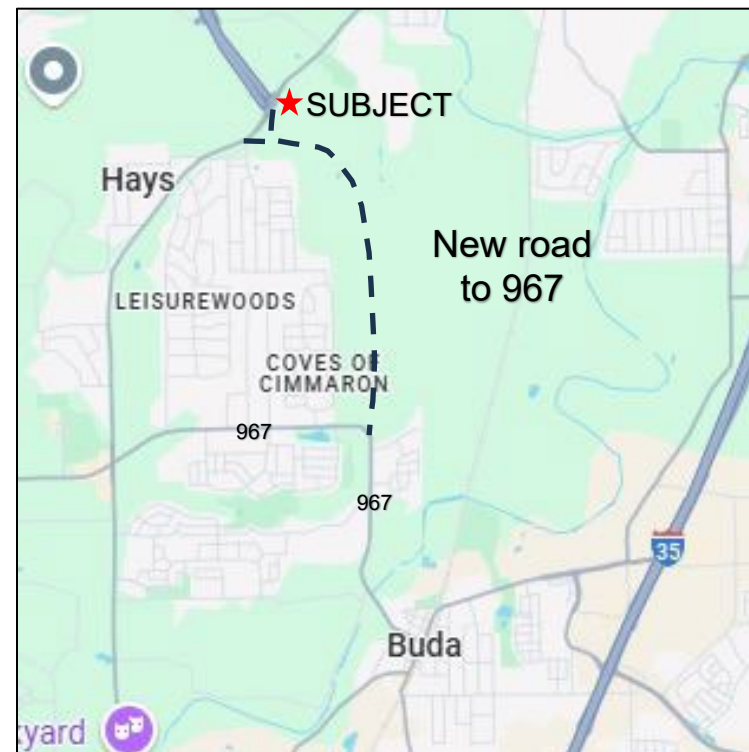 SUBJECT
Hays
New road
to 967
LEISUREWOODS
COVES OF
CIMMARON
967
967
35
Buda
yard